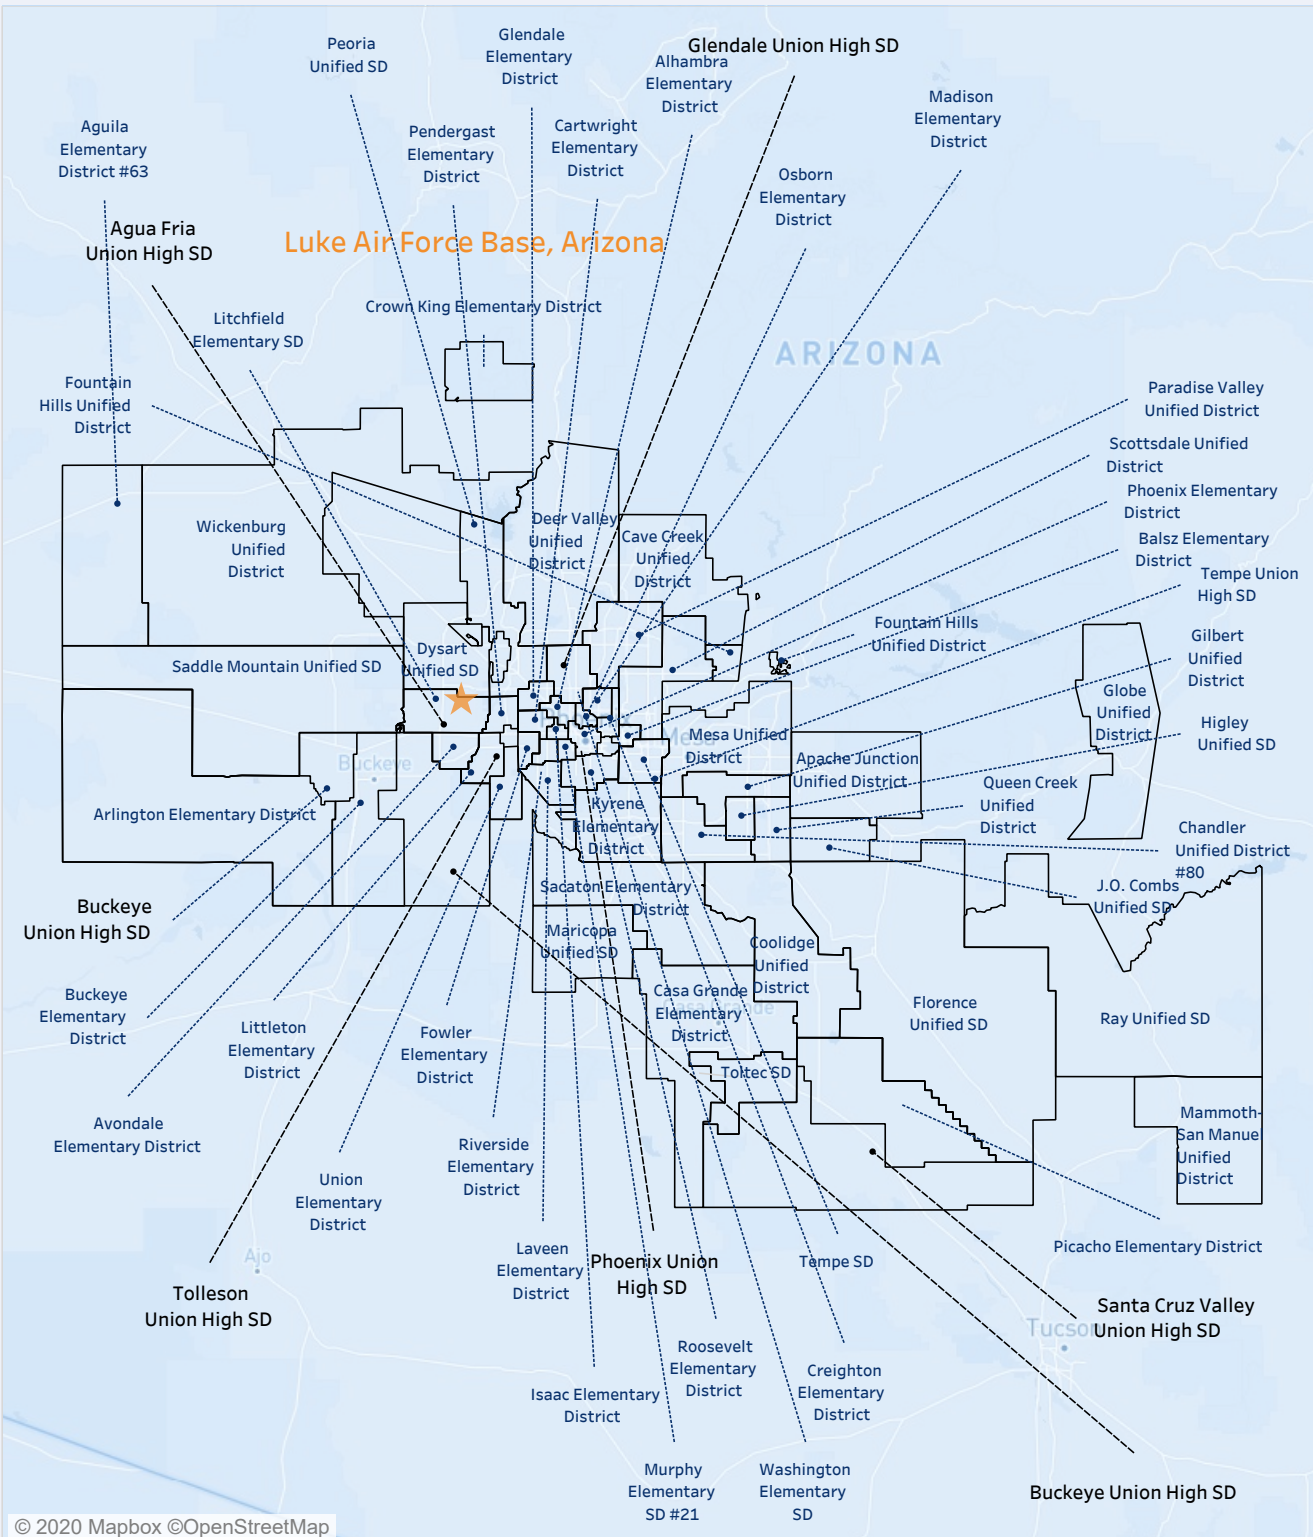 Peoria
Unified SD
Glendale
Elementary
District
Glendale Union High SD
Alhambra
Elementary
District
Madison
Elementary
District
Aguila
Elementary
District #63
Pendergast
Elementary
District
Cartwright
Elementary
District
Osborn
Elementary
District
Agua Fria
Union High SD
Luke Air Force Base, Arizona
Crown King Elementary District
Litchfield
Elementary SD
ARIZONA
Fountain
Hills Unified
District
Paradise Valley
Unified District
Scottsdale Unified
District
Phoenix Elementary
District
Balsz Elementary
District
Tempe Union
High SD
Wickenburg
Unified
District
Deer Valley
Unified
District
Cave Creek
Unified
District
Fountain Hills
Unified District
Gilbert
Unified
District
Saddle Mountain Unified SD
Dysart
Unified SD
Globe
Unified
District
Higley
Unified SD
Phoenix
Mesa
Mesa Unified
District
Buckeye
Apache Junction
Unified District
Queen Creek
Unified
District
Arlington Elementary District
Kyrene
Elementary
District
Chandler
Unified District
#80
J.O. Combs
Unified SD
Sacaton Elementary
District
Buckeye
Union High SD
Maricopa
Unified SD
Coolidge
Unified
District
Casa Grande
Casa Grande
Elementary
District
Florence
Unified SD
Ray Unified SD
Buckeye
Elementary
District
Littleton
Elementary
District
Fowler
Elementary
District
Toltec SD
Avondale
Elementary District
Mammoth-
San Manuel
Unified
District
Riverside
Elementary
District
Union
Elementary
District
Picacho Elementary District
Ajo
Laveen
Elementary
District
Phoenix Union
High SD
Tempe SD
Tolleson
Union High SD
Santa Cruz Valley
Union High SD
Tucson
Roosevelt
Elementary
District
Creighton
Elementary
District
Isaac Elementary
District
Murphy
Elementary
SD #21
Washington
Elementary
SD
Buckeye Union High SD
© 2020 Mapbox ©OpenStreetMap